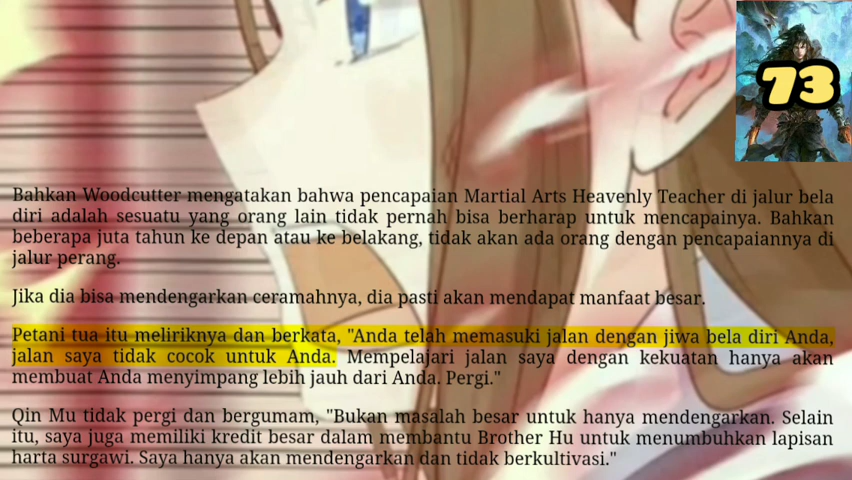 73
Bahkan Woodcutter mengatakan bahwa pencapaian Martial Arts Heavenly Teacher di jalur bela
diri adalah sesuatu yang orang lain tidak pernah bisa berharap untuk mencapainya. Bahkan
beberapa juta tahun ke depan atau ke belakang, tidak akan ada orang dengan pencapaiannya di
jalur perang.
Jika dia bisa mendengarkan ceramahnya, dia pasti akan mendapat manfaat besar.
Petani tua itu meliriknya dan berkata, "Anda telah memasuki jalan dengan jiwa bela diri Anda,
jalan saya tidak cocok untuk Anda. Mempelajari jalan saya dengan kekuatan hanya akan
membuat Anda menyimpang lebih jauh dari Anda. Pergi."
Qin Mu tidak pergi dan bergumam, "Bukan masalah besar untuk hanya mendengarkan. Selain
itu, saya juga memiliki kredit besar dalam membantu Brother Hu untuk menumbuhkan lapisan
harta surgawi. Saya hanya akan mendengarkan dan tidak berkultivasi."